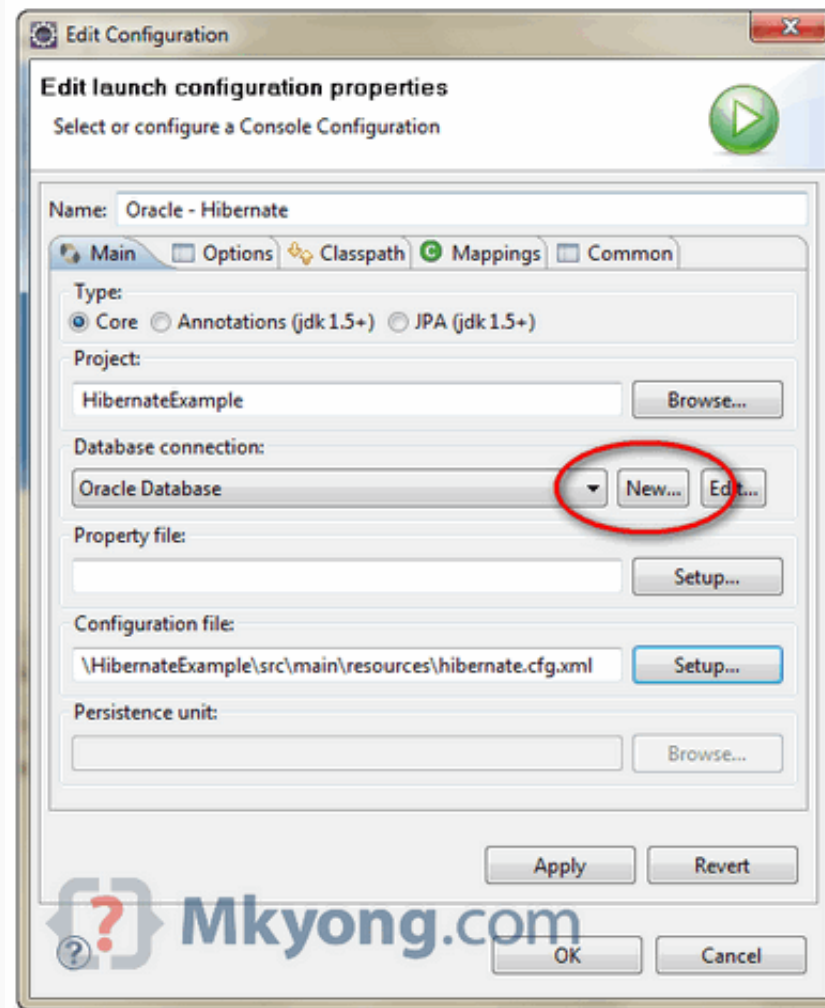 Edit Configuration
Edit launch configuration properties
Select or configure a Console Configuration
Name: Oracle - Hibernate
Main Options Classpath Mappings Common
Type:
Core Annotations (jdk 1.5+) JPA (jdk 1.5+)
Project:
HibernateExample Browse...
Database connection:
Oracle Database New... Edit...
Property file:
Setup...
Configuration file:
\HibernateExample\src\main\resources\hibernate.cfg.xml Setup...
Persistence unit:
Browse...
Apply Revert
Mkyong.com
OK Cancel